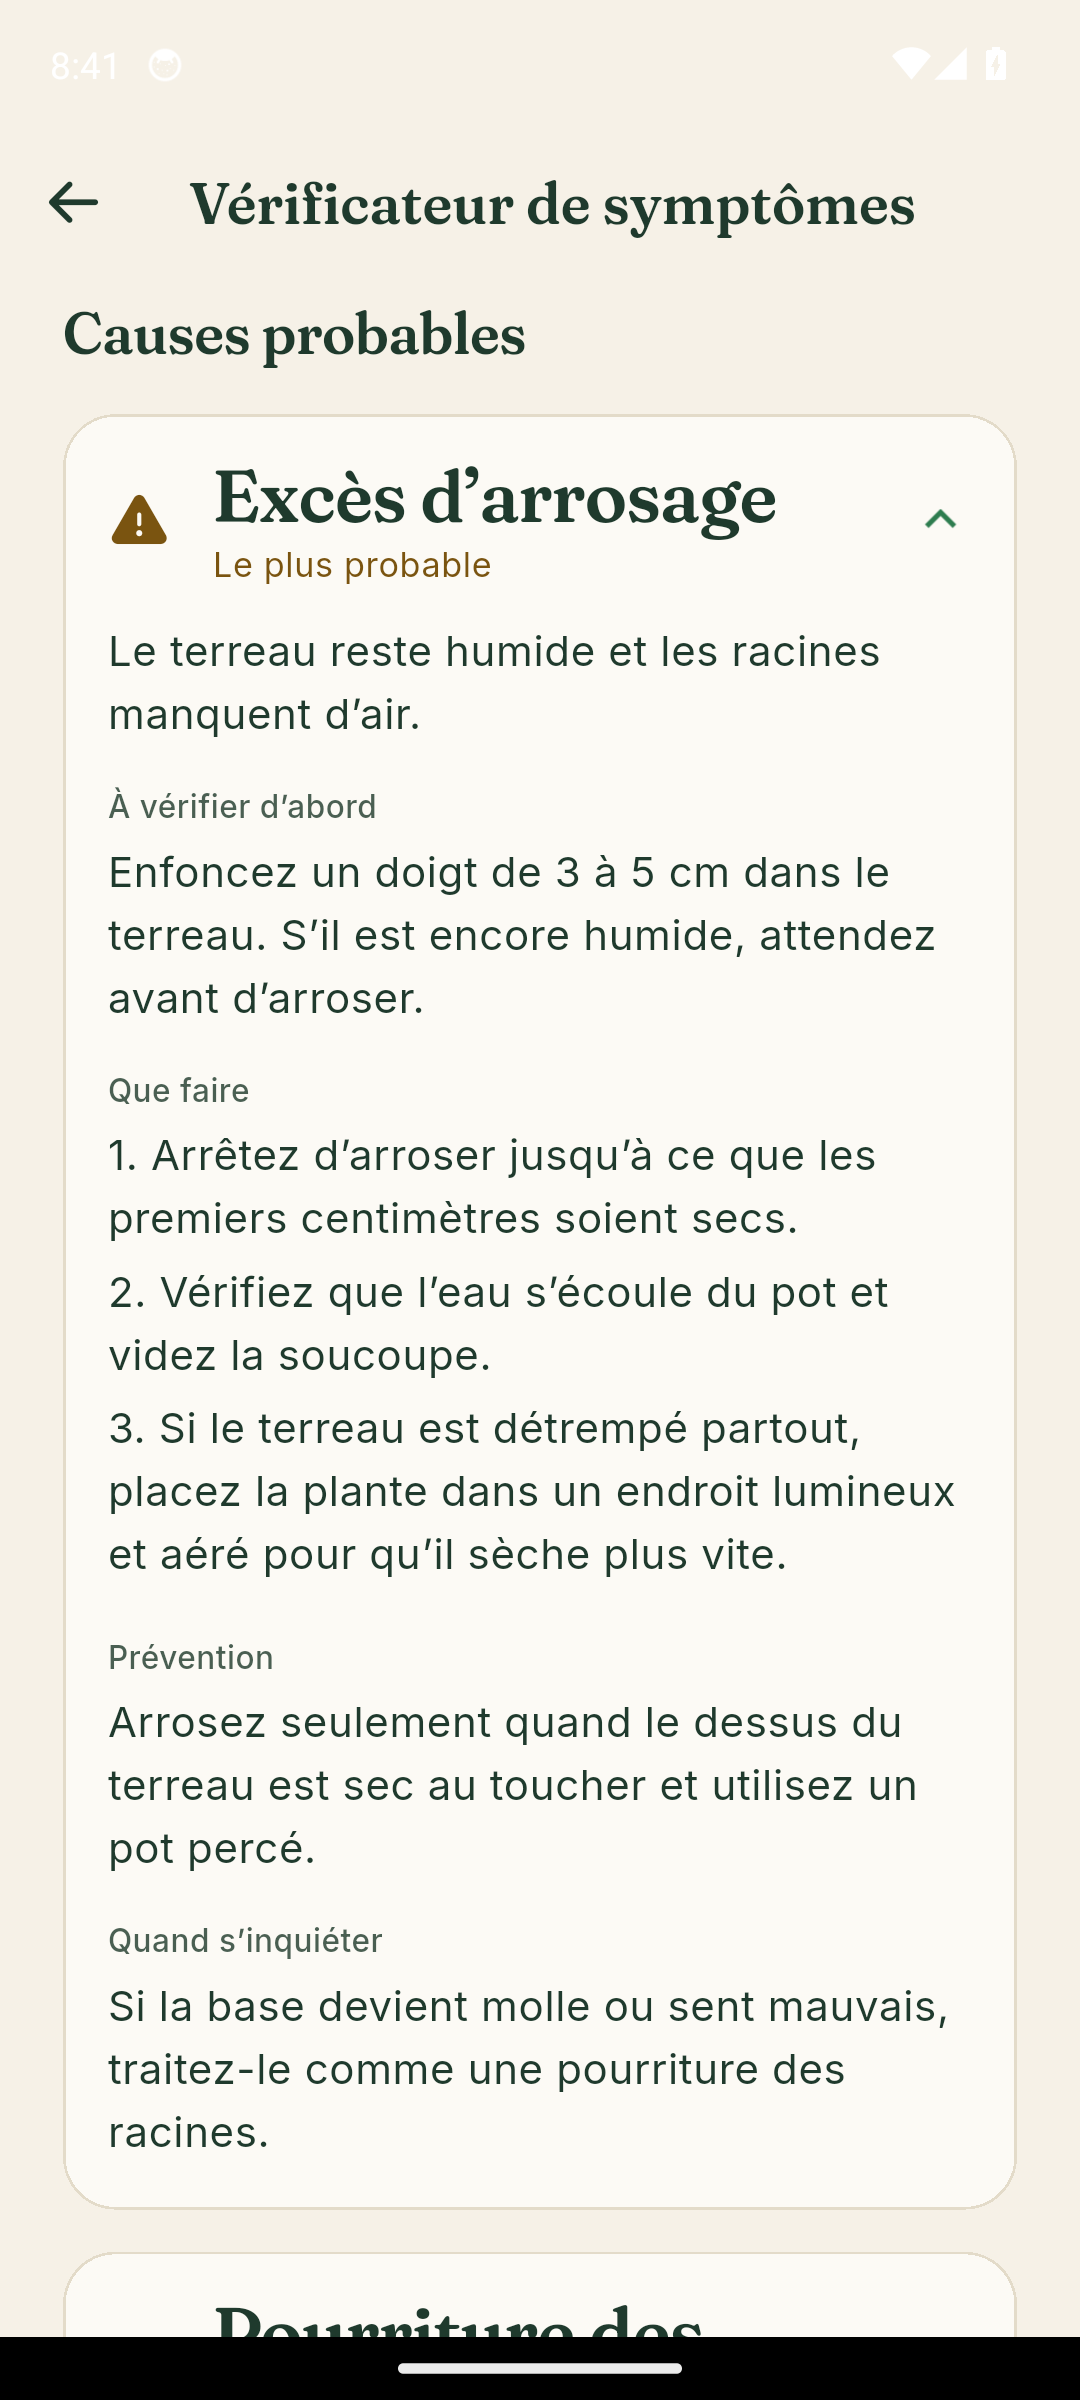 8:41
Vérificateur de symptômes
Causes probables
Excès d’arrosage
Le plus probable
Le terreau reste humide et les racines
manquent d’air.
À vérifier d’abord
Enfoncez un doigt de 3 à 5 cm dans le
terreau. S’il est encore humide, attendez
avant d’arroser.
Que faire
1. Arrêtez d’arroser jusqu’à ce que les
premiers centimètres soient secs.
2. Vérifiez que l’eau s’écoule du pot et
videz la soucoupe.
3. Si le terreau est détrempé partout,
placez la plante dans un endroit lumineux
et aéré pour qu’il sèche plus vite.
Prévention
Arrosez seulement quand le dessus du
terreau est sec au toucher et utilisez un
pot percé.
Quand s’inquiéter
Si la base devient molle ou sent mauvais,
traitez-le comme une pourriture des
racines.
Pourriture des